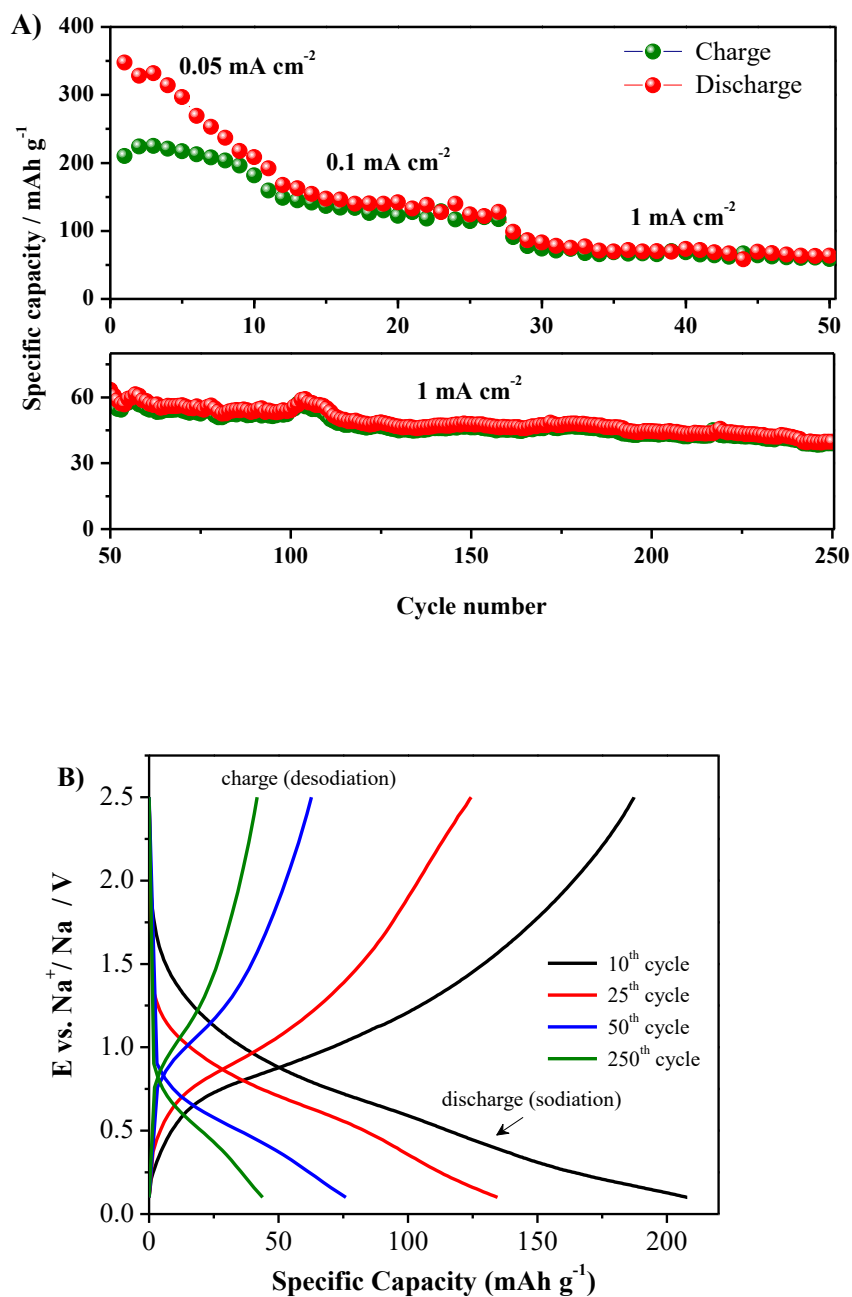 A)
400
300
200
100
0
0.05 mA cm⁻²
0.1 mA cm⁻²
1 mA cm⁻²
Charge
Discharge
0 10 20 30 40 50
Specific capacity / mAh g⁻¹
60
30
0
1 mA cm⁻²
50 100 150 200 250
Cycle number
B)
charge (desodiation)
2.5
2.0
1.5
1.0
0.5
0.0
E vs. Na⁺/ Na / V
10ᵗʰ cycle
25ᵗʰ cycle
50ᵗʰ cycle
250ᵗʰ cycle
discharge (sodiation)
0 50 100 150 200
Specific Capacity (mAh g⁻¹)